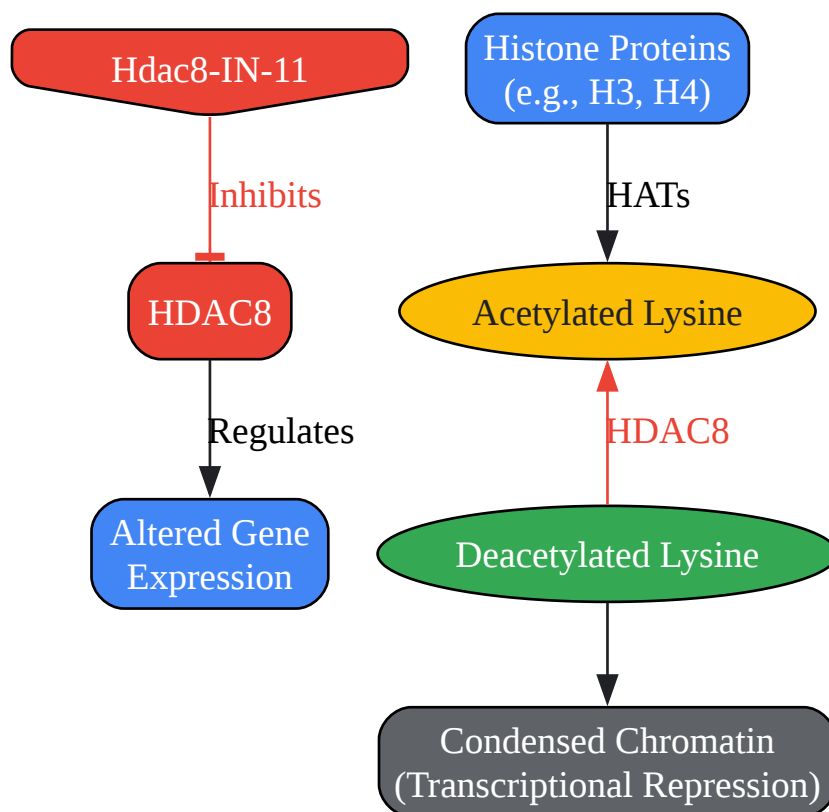 Hdac8-IN-11
Inhibits
HDAC8
Regulates
Altered Gene
Expression
Histone Proteins
(e.g., H3, H4)
HATs
Acetylated Lysine
HDAC8
Deacetylated Lysine
Condensed Chromatin
(Transcriptional Repression)